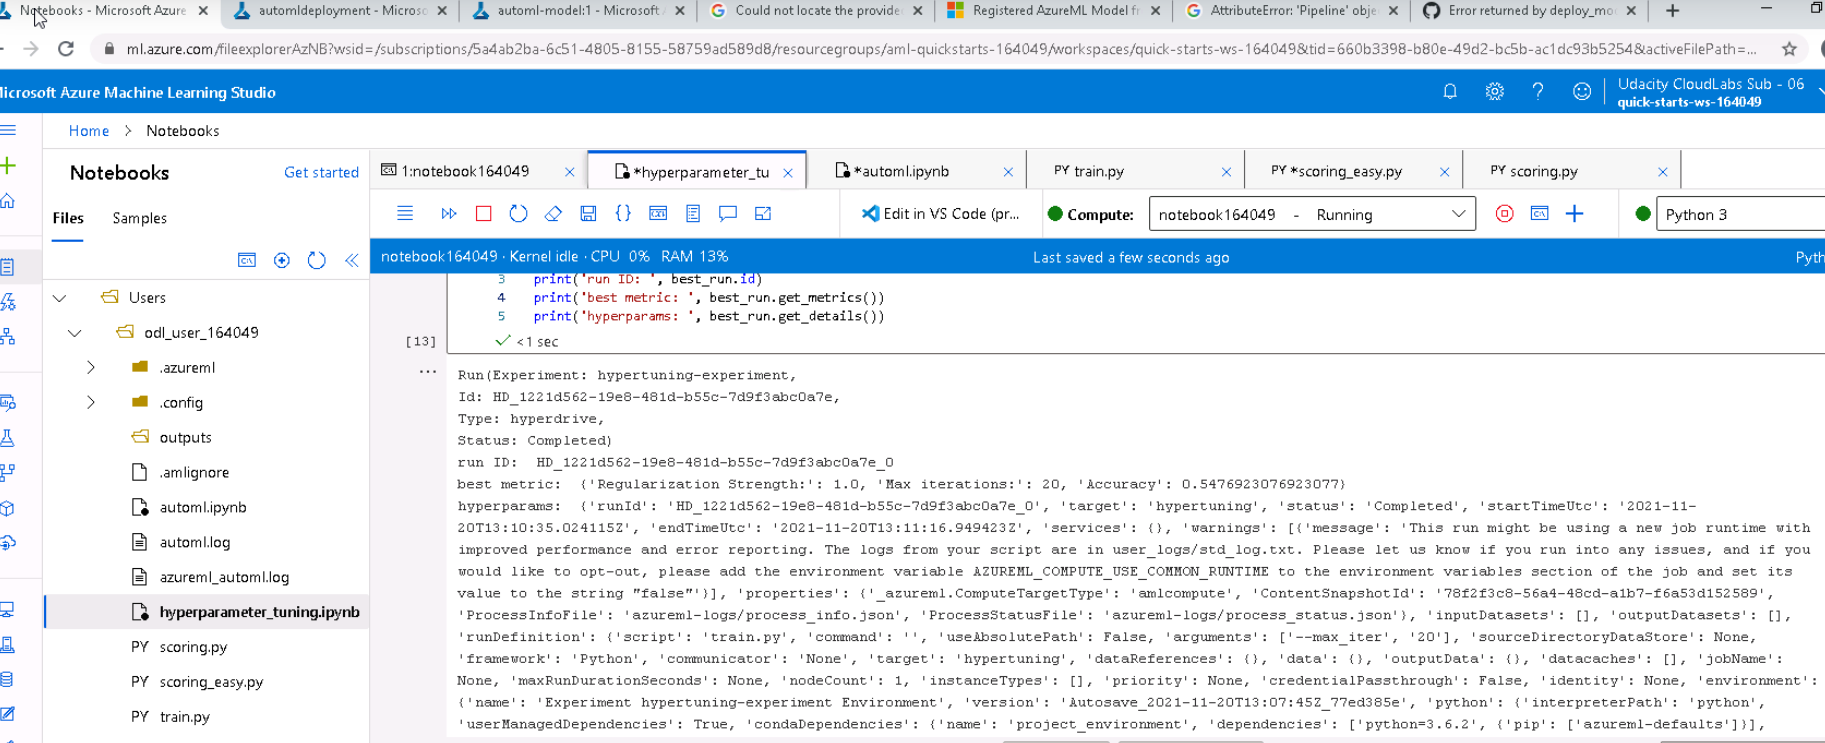 Notebooks - Microsoft Azure
automldeployment - Microso
automl-model:1 - Microsoft
Could not locate the provide
Registered AzureML Model fr
AttributeError: 'Pipeline' obje
Error returned by deploy_mo
ml.azure.com/fileexplorerAzNB?wsid=/subscriptions/5a4ab2ba-6c51-4805-8155-58759ad589d8/resourcegroups/aml-quickstarts-164049/workspaces/quick-starts-ws-164049&tid=660b3398-b80e-49d2-bc5b-ac1dc93b5254&activeFilePath=...
Microsoft Azure Machine Learning Studio
Udacity CloudLabs Sub - 06
quick-starts-ws-164049
Home > Notebooks
Notebooks
Get started
1:notebook164049
*hyperparameter_tu
*automl.ipynb
PY train.py
PY *scoring_easy.py
PY scoring.py
Files
Samples
Edit in VS Code (pr...
Compute:
notebook164049 - Running
Python 3
notebook164049 · Kernel idle · CPU 0% RAM 13%
Last saved a few seconds ago
Pyth
Users
odl_user_164049
.azureml
.config
outputs
.amlignore
automl.ipynb
automl.log
azureml_automl.log
hyperparameter_tuning.ipynb
PY scoring.py
PY scoring_easy.py
PY train.py
3 print('run ID: ', best_run.id)
4 print('best metric: ', best_run.get_metrics())
5 print('hyperparams: ', best_run.get_details())
[13]
<1 sec
Run(Experiment: hypertuning-experiment,
Id: HD_1221d562-19e8-481d-b55c-7d9f3abc0a7e,
Type: hyperdrive,
Status: Completed)
run ID:  HD_1221d562-19e8-481d-b55c-7d9f3abc0a7e_0
best metric:  {'Regularization Strength:': 1.0, 'Max iterations:': 20, 'Accuracy': 0.5476923076923077}
hyperparams:  {'runId': 'HD_1221d562-19e8-481d-b55c-7d9f3abc0a7e_0', 'target': 'hypertuning', 'status': 'Completed', 'startTimeUtc': '2021-11-
20T13:10:35.024115Z', 'endTimeUtc': '2021-11-20T13:11:16.949423Z', 'services': {}, 'warnings': [{'message': 'This run might be using a new job runtime with
improved performance and error reporting. The logs from your script are in user_logs/std_log.txt. Please let us know if you run into any issues, and if you
would like to opt-out, please add the environment variable AZUREML_COMPUTE_USE_COMMON_RUNTIME to the environment variables section of the job and set its
value to the string "false"'}], 'properties': {'_azureml.ComputeTargetType': 'amlcompute', 'ContentSnapshotId': '78f2f3c8-56a4-48cd-a1b7-f6a53d152589',
'ProcessInfoFile': 'azureml-logs/process_info.json', 'ProcessStatusFile': 'azureml-logs/process_status.json'}, 'inputDatasets': [], 'outputDatasets': [],
'runDefinition': {'script': 'train.py', 'command': '', 'useAbsolutePath': False, 'arguments': ['--max_iter', '20'], 'sourceDirectoryDataStore': None,
'framework': 'Python', 'communicator': 'None', 'target': 'hypertuning', 'dataReferences': {}, 'data': {}, 'outputData': {}, 'datacaches': [], 'jobName':
None, 'maxRunDurationSeconds': None, 'nodeCount': 1, 'instanceTypes': [], 'priority': None, 'credentialPassthrough': False, 'identity': None, 'environment':
{'name': 'Experiment hypertuning-experiment Environment', 'version': 'Autosave_2021-11-20T13:07:45Z_77ed385e', 'python': {'interpreterPath': 'python',
'userManagedDependencies': True, 'condaDependencies': {'name': 'project_environment', 'dependencies': ['python=3.6.2', {'pip': ['azureml-defaults']}],